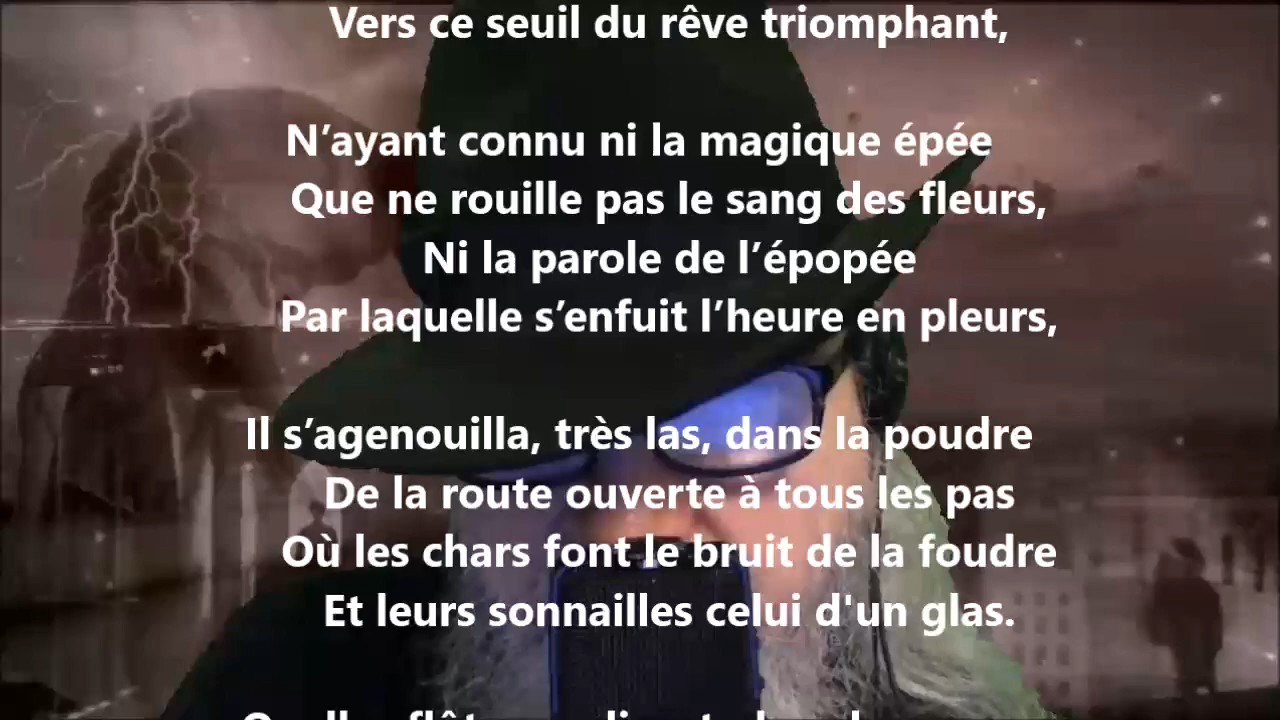 Vers ce seuil du rêve triomphant,
N’ayant connu ni la magique épée
Que ne rouille pas le sang des fleurs,
Ni la parole de l’épopée
Par laquelle s’enfuit l’heure en pleurs,
Il s’agenouilla, très las, dans la poudre
De la route ouverte à tous les pas
Où les chars font le bruit de la foudre
Et leurs sonnailles celui d'un glas.